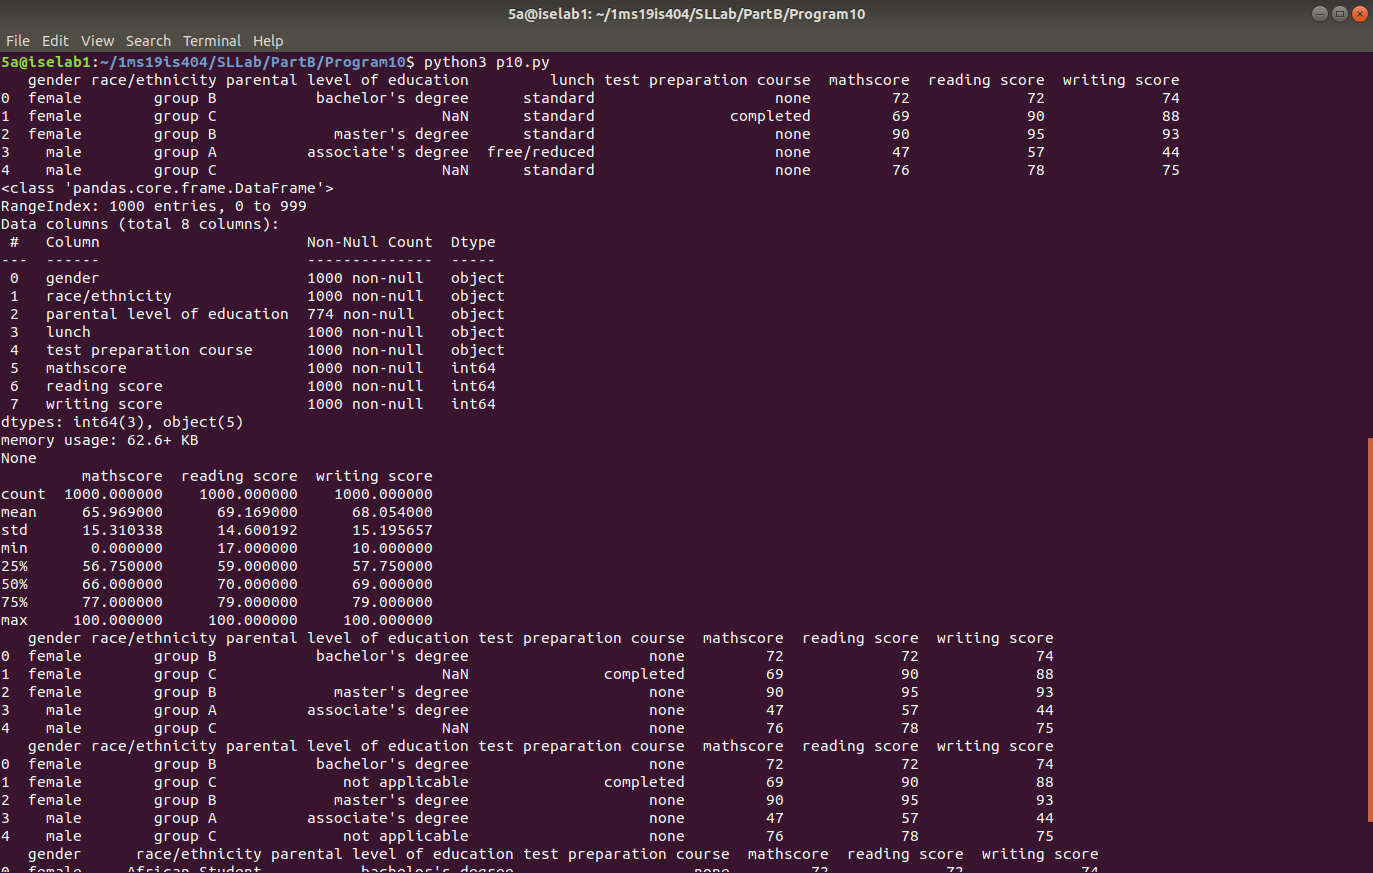 5a@iselab1: ~/1ms19is404/SLLab/PartB/Program10
File Edit View Search Terminal Help
5a@iselab1:~/1ms19is404/SLLab/PartB/Program10$ python3 p10.py
   gender race/ethnicity parental level of education         lunch test preparation course  mathscore  reading score  writing score
0  female        group B           bachelor's degree      standard                    none         72             72             74
1  female        group C                         NaN      standard               completed         69             90             88
2  female        group B             master's degree      standard                    none         90             95             93
3    male        group A          associate's degree  free/reduced                    none         47             57             44
4    male        group C                         NaN      standard                    none         76             78             75
<class 'pandas.core.frame.DataFrame'>
RangeIndex: 1000 entries, 0 to 999
Data columns (total 8 columns):
 #   Column                       Non-Null Count  Dtype
---  ------                       --------------  -----
 0   gender                       1000 non-null   object
 1   race/ethnicity               1000 non-null   object
 2   parental level of education  774 non-null    object
 3   lunch                        1000 non-null   object
 4   test preparation course      1000 non-null   object
 5   mathscore                    1000 non-null   int64
 6   reading score                1000 non-null   int64
 7   writing score                1000 non-null   int64
dtypes: int64(3), object(5)
memory usage: 62.6+ KB
None
         mathscore  reading score  writing score
count  1000.000000    1000.000000    1000.000000
mean     65.969000      69.169000      68.054000
std      15.310338      14.600192      15.195657
min       0.000000      17.000000      10.000000
25%      56.750000      59.000000      57.750000
50%      66.000000      70.000000      69.000000
75%      77.000000      79.000000      79.000000
max     100.000000     100.000000     100.000000
   gender race/ethnicity parental level of education test preparation course  mathscore  reading score  writing score
0  female        group B           bachelor's degree                    none         72             72             74
1  female        group C                         NaN               completed         69             90             88
2  female        group B             master's degree                    none         90             95             93
3    male        group A          associate's degree                    none         47             57             44
4    male        group C                         NaN                    none         76             78             75
   gender race/ethnicity parental level of education test preparation course  mathscore  reading score  writing score
0  female        group B           bachelor's degree                    none         72             72             74
1  female        group C              not applicable               completed         69             90             88
2  female        group B             master's degree                    none         90             95             93
3    male        group A          associate's degree                    none         47             57             44
4    male        group C              not applicable                    none         76             78             75
   gender      race/ethnicity parental level of education test preparation course  mathscore  reading score  writing score
0  female     African Student           bachelor's degree                    none         72             72             74